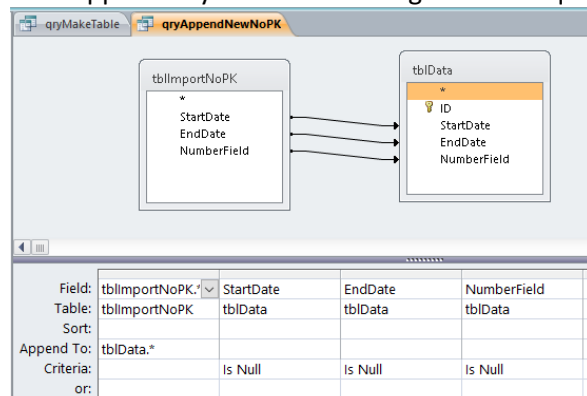 qryMakeTable qryAppendNewNoPK
tblImportNoPK
*
StartDate
EndDate
NumberField
tblData
*
ID
StartDate
EndDate
NumberField
Field: tblImportNoPK.* StartDate EndDate NumberField
Table: tblImportNoPK tblData tblData tblData
Sort:
Append To: tblData.*
Criteria: Is Null Is Null Is Null
or: